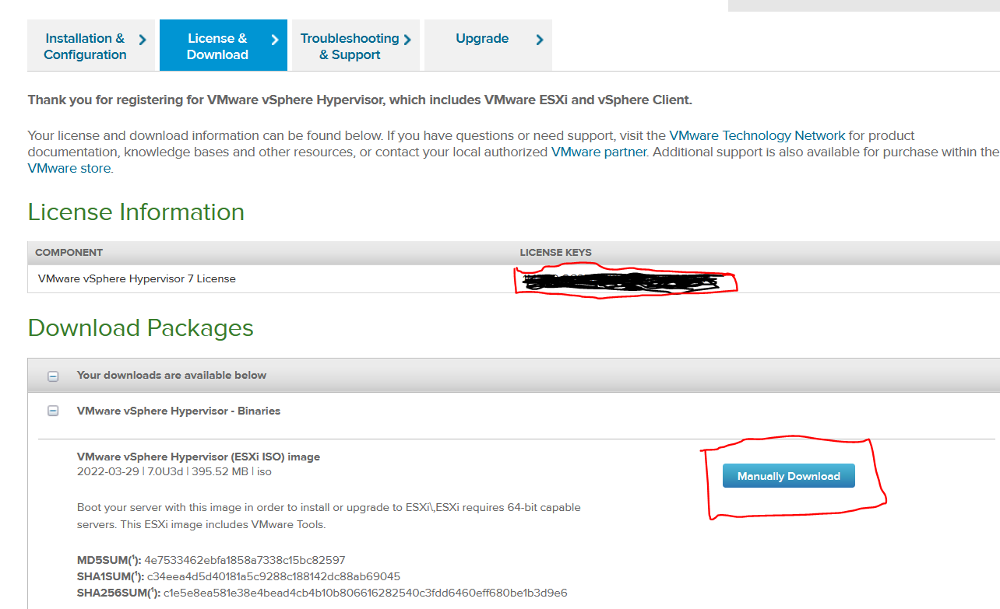 Installation & Configuration
License & Download
Troubleshooting & Support
Upgrade
Thank you for registering for VMware vSphere Hypervisor, which includes VMware ESXi and vSphere Client.
Your license and download information can be found below. If you have questions or need support, visit the VMware Technology Network for product
documentation, knowledge bases and other resources, or contact your local authorized VMware partner. Additional support is also available for purchase within the
VMware store.
License Information
COMPONENT LICENSE KEYS
VMware vSphere Hypervisor 7 License
Download Packages
Your downloads are available below
VMware vSphere Hypervisor - Binaries
VMware vSphere Hypervisor (ESXi ISO) image
2022-03-29 | 7.0U3d | 395.52 MB | iso
Manually Download
Boot your server with this image in order to install or upgrade to ESXi\,ESXi requires 64-bit capable
servers. This ESXi image includes VMware Tools.
MD5SUM(¹): 4e7533462ebfa1858a7338c15bc82597
SHA1SUM(¹): c34eea4d5d40181a5c9288c188142dc88ab69045
SHA256SUM(¹): c1e5e8ea581e38e4bead4cb4b10b806616282540c3fdd6460eff680be1b3d9e6